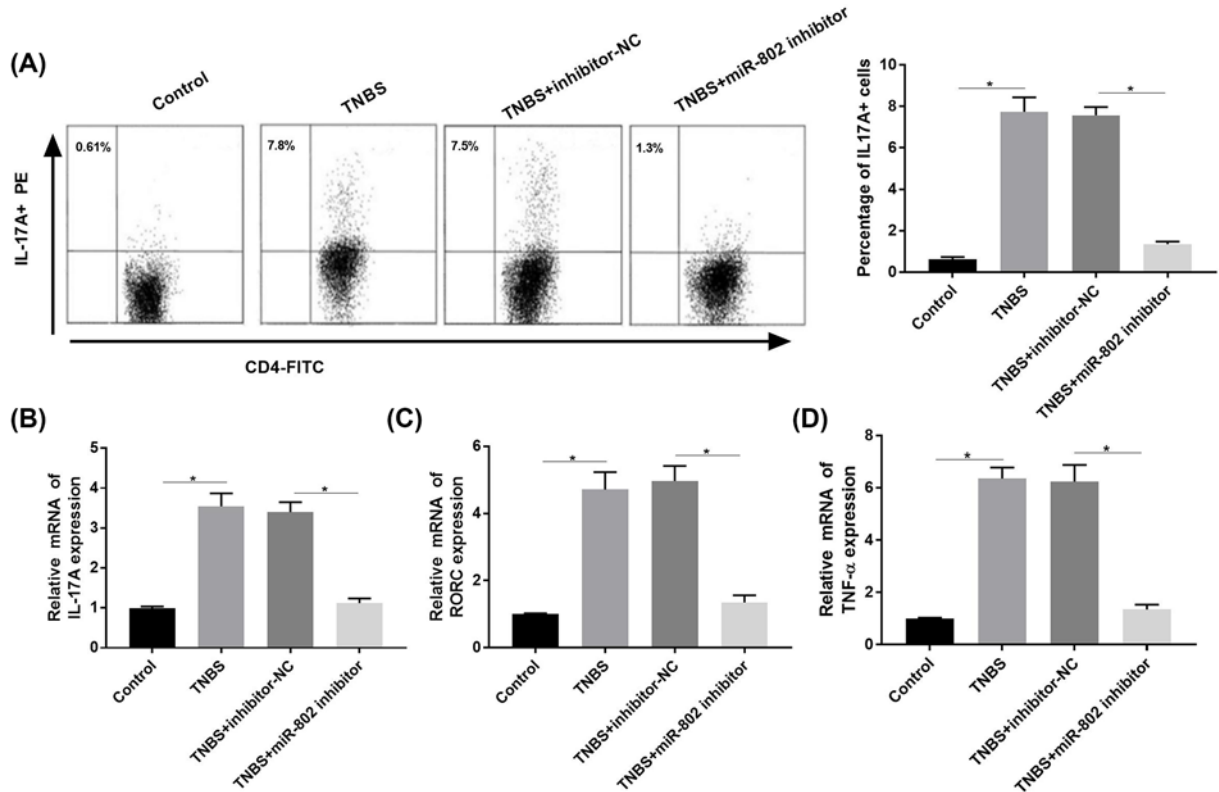 (A)
Control
TNBS
TNBS+inhibitor-NC
TNBS+miR-802 inhibitor
IL-17A+ PE
0.61%
7.8%
7.5%
1.3%
CD4-FITC
Percentage of IL17A+ cells
10
8
6
4
2
0
*
*
Control
TNBS
TNBS+inhibitor-NC
TNBS+miR-802 inhibitor
(B)
Relative mRNA of
IL-17A expression
5
4
3
2
1
0
*
*
Control
TNBS
TNBS+inhibitor-NC
TNBS+miR-802 inhibitor
(C)
Relative mRNA of
RORC expression
6
4
2
0
*
*
Control
TNBS
TNBS+inhibitor-NC
TNBS+miR-802 inhibitor
(D)
Relative mRNA of
TNF-α expression
8
6
4
2
0
*
*
Control
TNBS
TNBS+inhibitor-NC
TNBS+miR-802 inhibitor